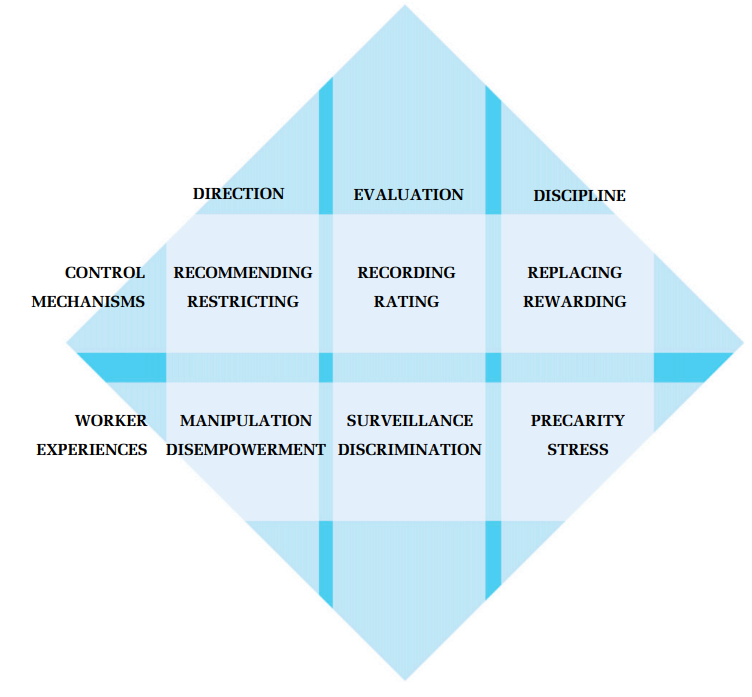 DIRECTION EVALUATION DISCIPLINE
CONTROL RECOMMENDING RECORDING REPLACING
MECHANISMS RESTRICTING RATING REWARDING
WORKER MANIPULATION SURVEILLANCE PRECARITY
EXPERIENCES DISEMPOWERMENT DISCRIMINATION STRESS